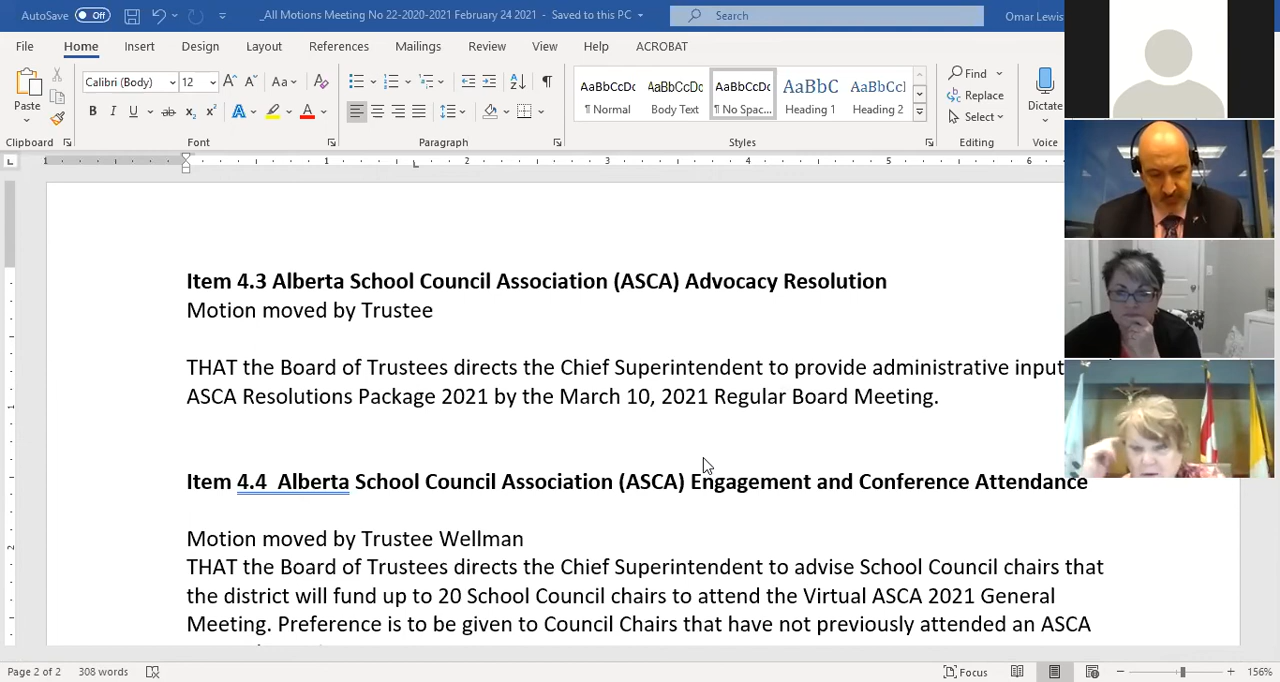 AutoSave Off _All Motions Meeting No 22-2020-2021 February 24 2021 - Saved to this PC Search Omar Lewis
File Home Insert Design Layout References Mailings Review View Help ACROBAT
Paste
Clipboard
Calibri (Body) 12
Font
Paragraph
AaBbCcDc AaBbCcDc AaBbCcDc AaBbC AaBbCcl
¶ Normal Body Text ¶ No Spac... Heading 1 Heading 2
Styles
Find
Replace
Select
Editing
Dictate
Voice
1 1 2 3 4 5 6
Item 4.3 Alberta School Council Association (ASCA) Advocacy Resolution
Motion moved by Trustee
THAT the Board of Trustees directs the Chief Superintendent to provide administrative input
ASCA Resolutions Package 2021 by the March 10, 2021 Regular Board Meeting.
Item 4.4 Alberta School Council Association (ASCA) Engagement and Conference Attendance
Motion moved by Trustee Wellman
THAT the Board of Trustees directs the Chief Superintendent to advise School Council chairs that
the district will fund up to 20 School Council chairs to attend the Virtual ASCA 2021 General
Meeting. Preference is to be given to Council Chairs that have not previously attended an ASCA
Page 2 of 2 308 words Focus 156%